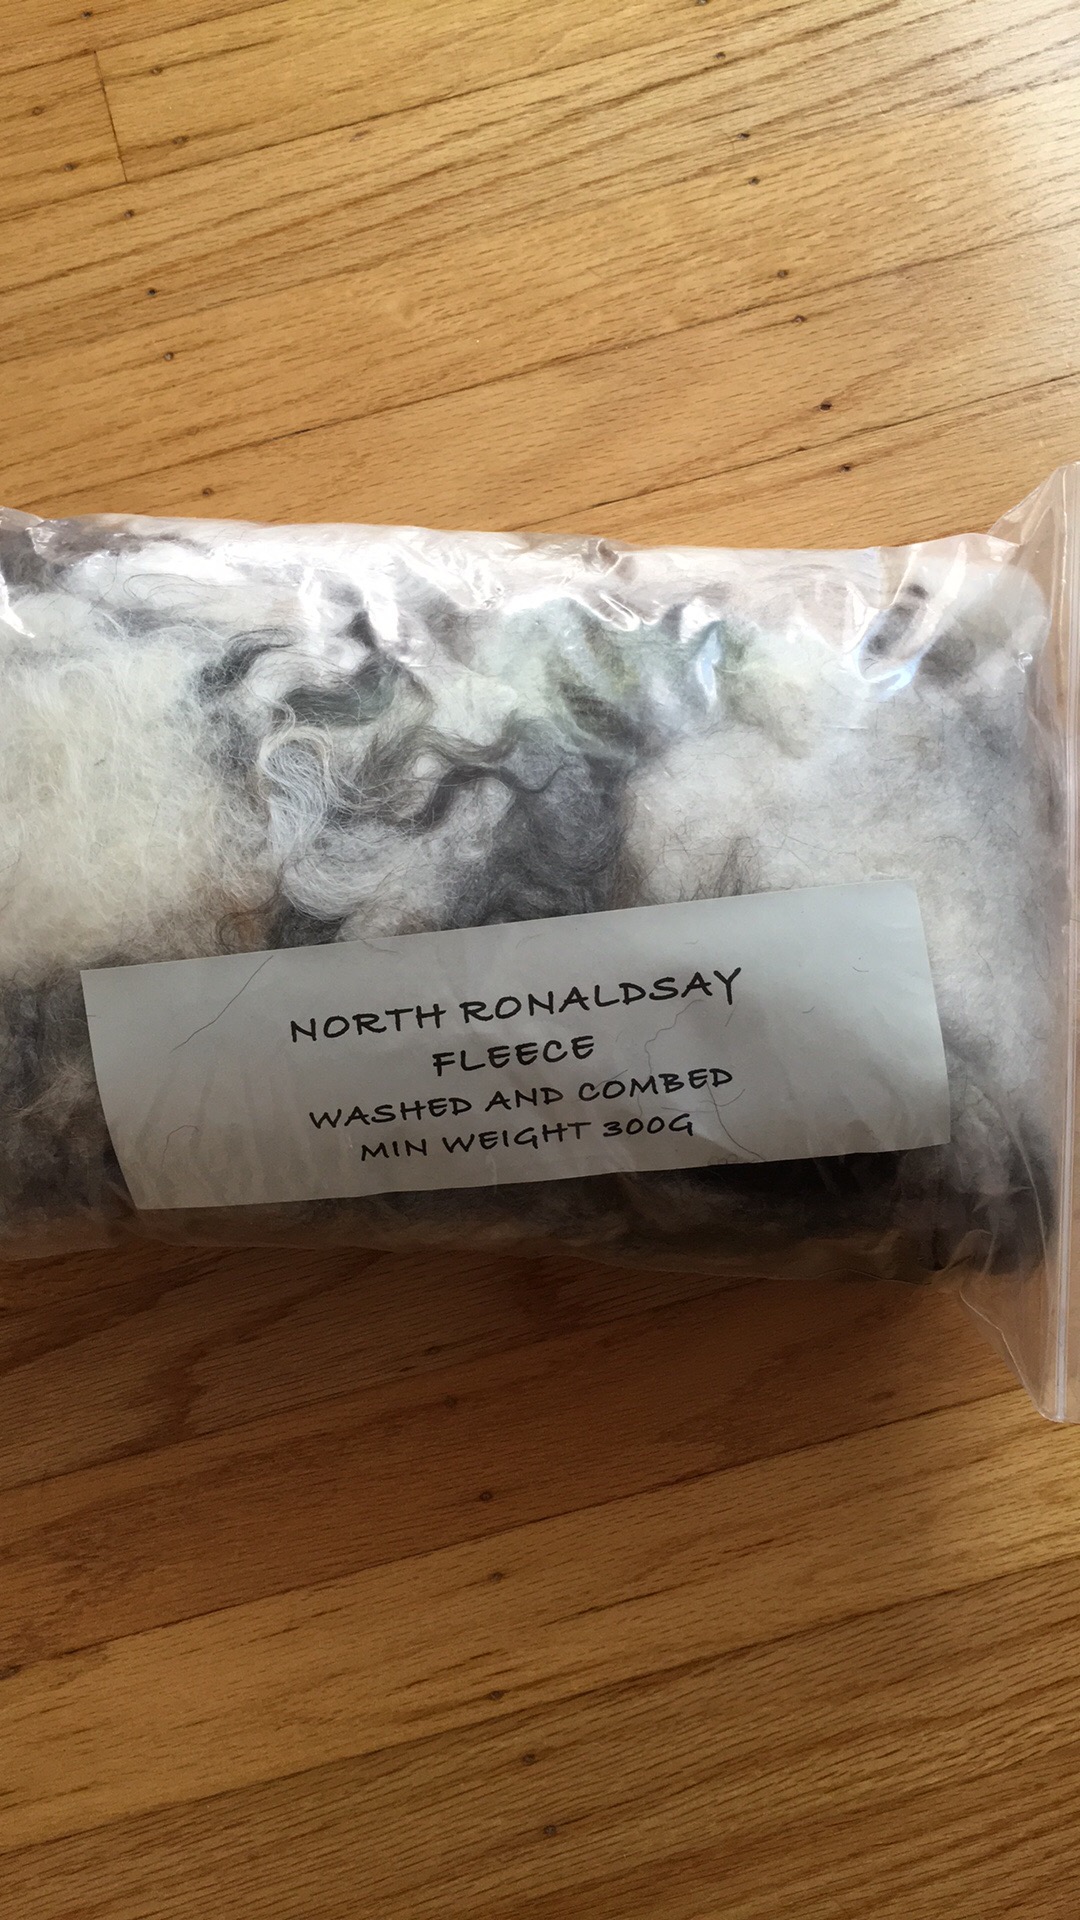 NORTH RONALDSAY
FLEECE
WASHED AND COMBED
MIN WEIGHT 300G